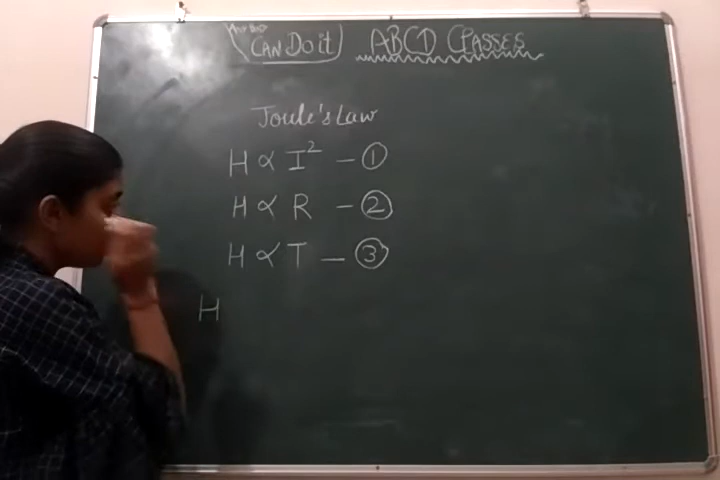 CAN DO it ABCD CLASSES
Joule's Law
H ∝ I² — ①
H ∝ R — ②
H ∝ T — ③
H